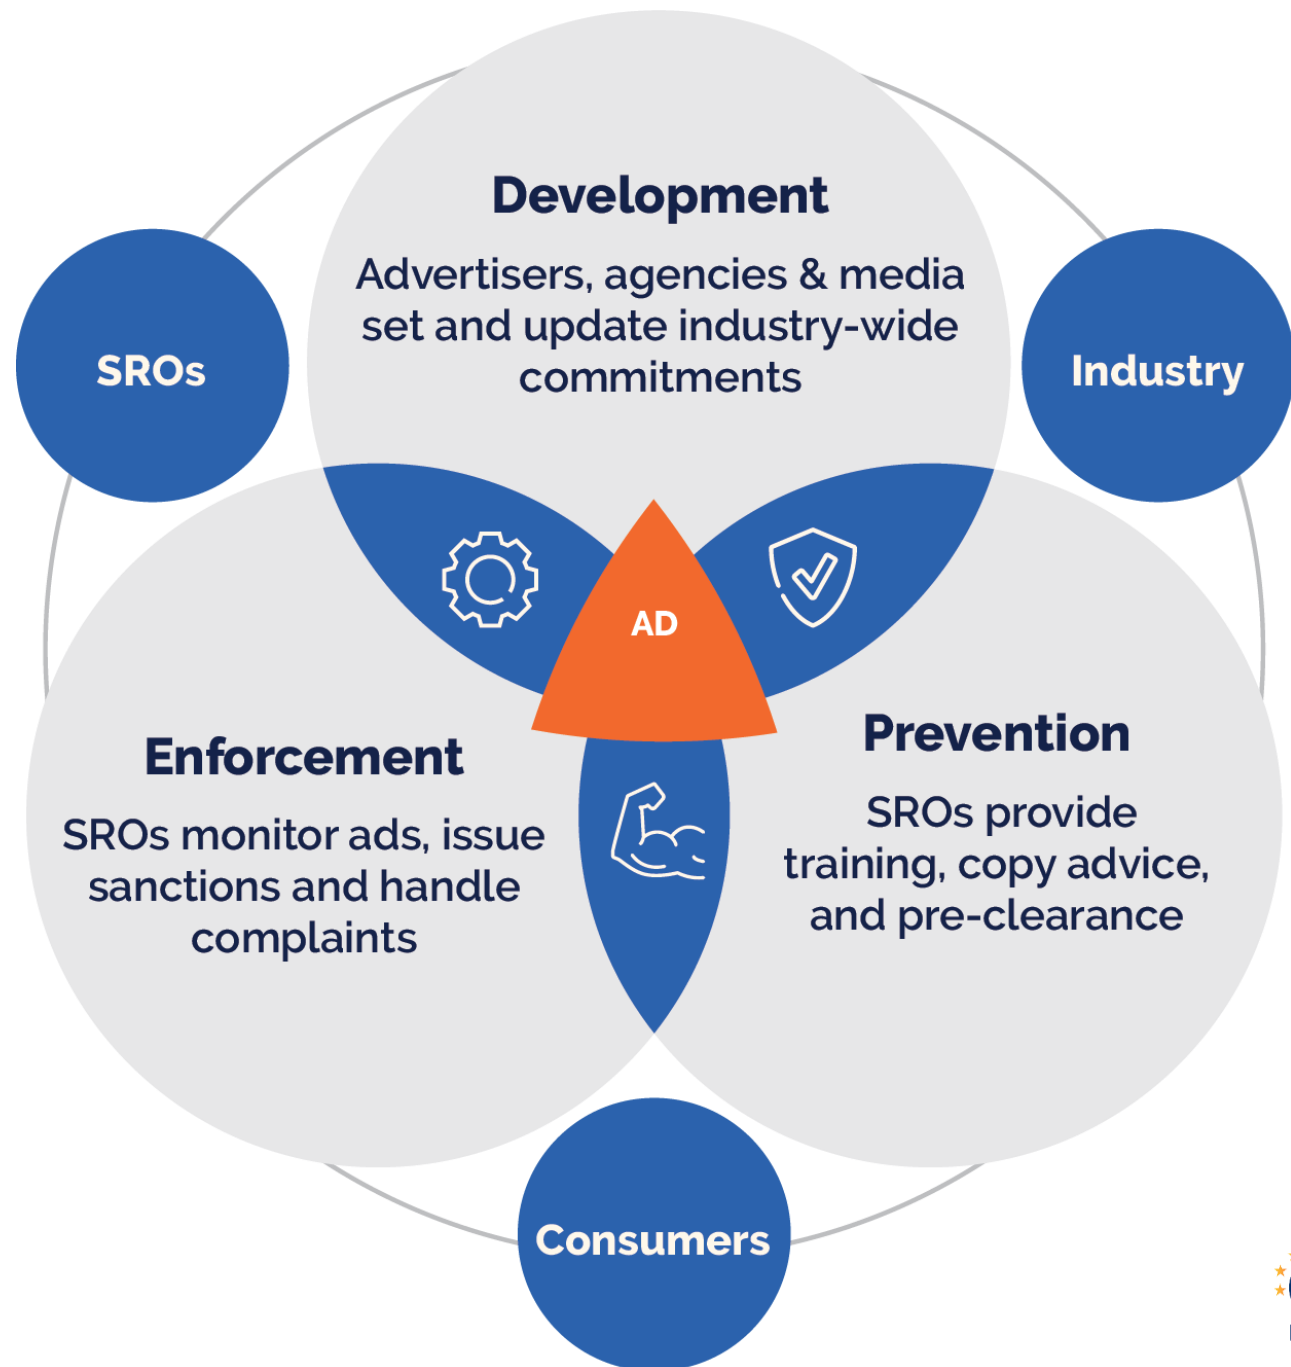 Development
Advertisers, agencies & media
set and update industry-wide
commitments
SROs
Industry
AD
Enforcement
SROs monitor ads, issue
sanctions and handle
complaints
Prevention
SROs provide
training, copy advice,
and pre-clearance
Consumers